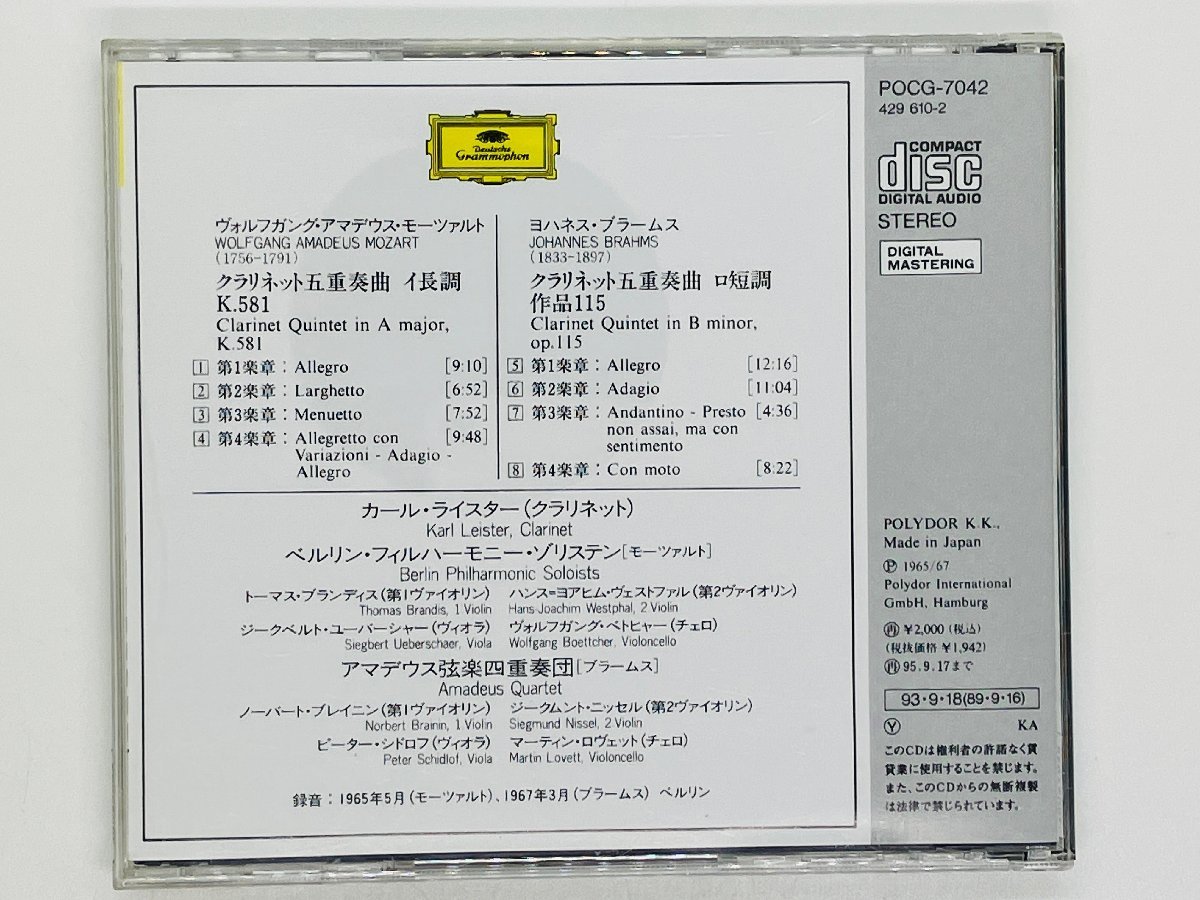 Deutsche
Grammophon
ヴォルフガング・アマデウス・モーツァルト
WOLFGANG AMADEUS MOZART
(1756-1791)
クラリネット五重奏曲 イ長調
K.581
Clarinet Quintet in A major,
K.581
1 第1楽章：Allegro [9:10]
2 第2楽章：Larghetto [6:52]
3 第3楽章：Menuetto [7:52]
4 第4楽章：Allegretto con [9:48]
Variazioni - Adagio -
Allegro
ヨハネス・ブラームス
JOHANNES BRAHMS
(1833-1897)
クラリネット五重奏曲 ロ短調
作品115
Clarinet Quintet in B minor,
op.115
5 第1楽章：Allegro [12:16]
6 第2楽章：Adagio [11:04]
7 第3楽章：Andantino - Presto [4:36]
non assai, ma con
sentimento
8 第4楽章：Con moto [8:22]
カール・ライスター(クラリネット)
Karl Leister, Clarinet
ベルリン・フィルハーモニー・ゾリステン[モーツァルト]
Berlin Philharmonic Soloists
トーマス・ブランディス(第1ヴァイオリン) ハンス=ヨアヒム・ヴェストファル(第2ヴァイオリン)
Thomas Brandis, 1.Violin Hans-Joachim Westphal, 2.Violin
ジークベルト・ユーバーシャー(ヴィオラ) ヴォルフガング・ベトヒャー(チェロ)
Siegbert Ueberschaer, Viola Wolfgang Boettcher, Violoncello
アマデウス弦楽四重奏団[ブラームス]
Amadeus Quartet
ノーバート・ブレイニン(第1ヴァイオリン) ジークムント・ニッセル(第2ヴァイオリン)
Norbert Brainin, 1.Violin Siegmund Nissel, 2.Violin
ピーター・シドロフ(ヴィオラ) マーティン・ロヴェット(チェロ)
Peter Schidlof, Viola Martin Lovett, Violoncello
録音：1965年5月(モーツァルト)、1967年3月(ブラームス) ベルリン
POCG-7042
429 610-2
COMPACT
disc
DIGITAL AUDIO
STEREO
DIGITAL
MASTERING
POLYDOR K.K.,
Made in Japan
Ⓟ 1965/67
Polydor International
GmbH, Hamburg
㊢ ¥2,000 (税込)
(税抜価格 ¥1,942)
㊢ 95.9.17まで
93・9・18(89・9・16)
Ⓨ KA
このCDは権利者の許諾なく賃
貸業に使用することを禁じます。
また、このCDからの無断複製
は法律で禁じられています。